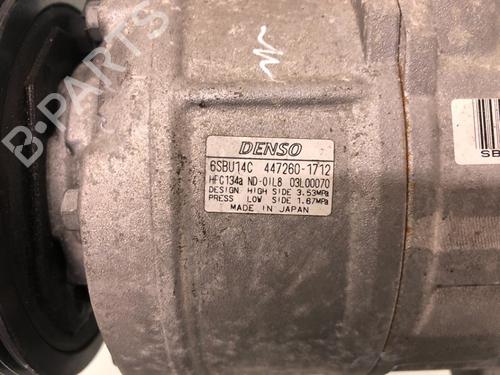 B-PARTS
DENSO
6SBU14C 447260-1712
HFC134a ND-OIL8 03L00070
DESIGN HIGH SIDE 3.53MPa
PRESS LOW SIDE 1.67MPa
MADE IN JAPAN
SB